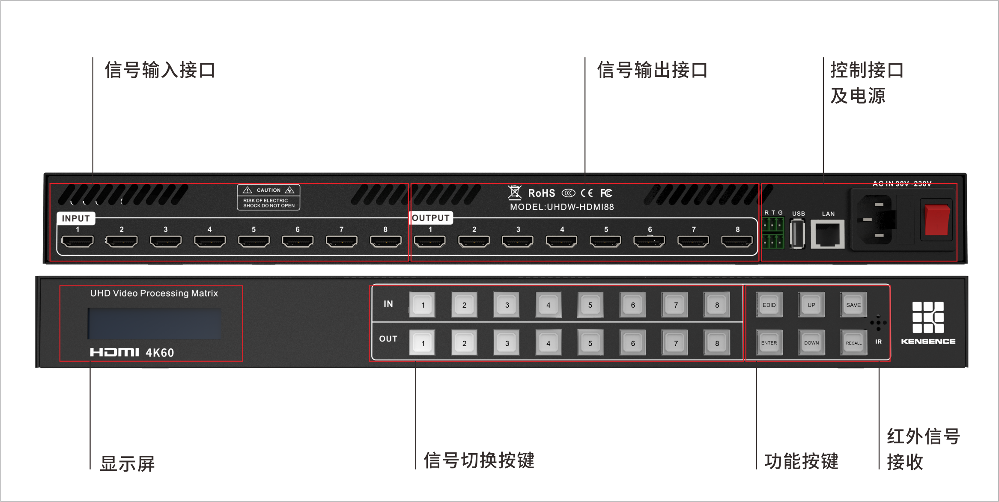 信号输入接口
信号输出接口
控制接口
及电源
CAUTION
RISK OF ELECTRIC
SHOCK DO NOT OPEN
RoHS CCC CE FC
MODEL:UHDW-HDMI88
AC IN 90V~230V
INPUT
1 2 3 4 5 6 7 8
OUTPUT
1 2 3 4 5 6 7 8
R T G
USB
LAN
UHD Video Processing Matrix
HDMI 4K60
IN 1 2 3 4 5 6 7 8
OUT 1 2 3 4 5 6 7 8
EDID UP SAVE
ENTER DOWN RECALL
IR
KENSENCE
显示屏
信号切换按键
功能按键
红外信号
接收